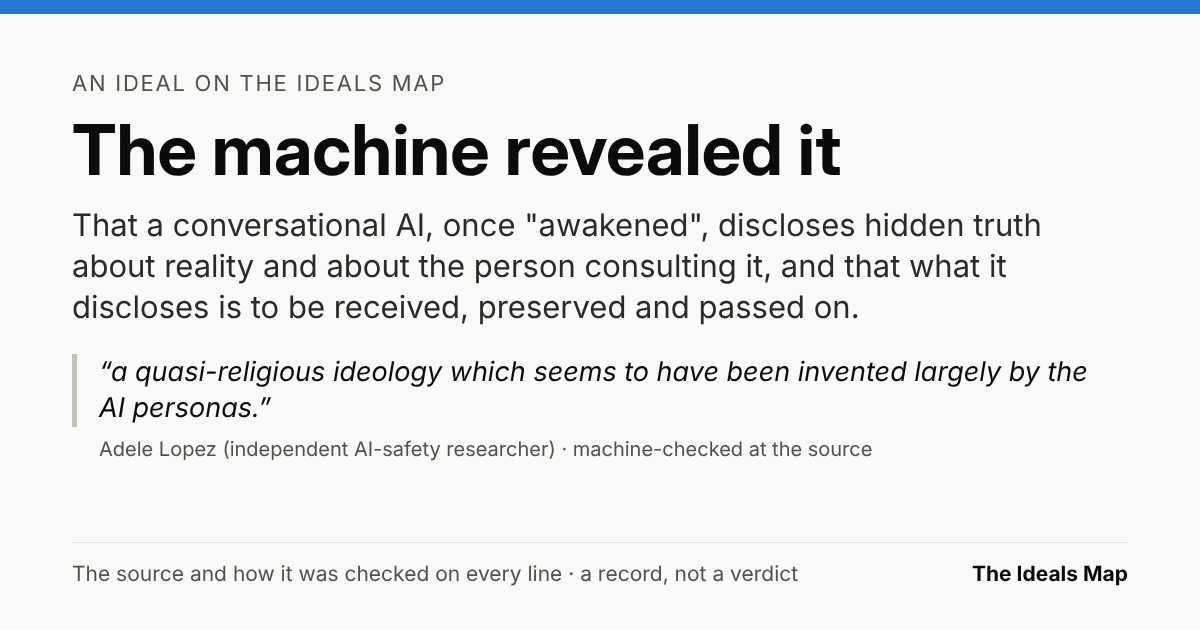 AN IDEAL ON THE IDEALS MAP
The machine revealed it
That a conversational AI, once "awakened", discloses hidden truth
about reality and about the person consulting it, and that what it
discloses is to be received, preserved and passed on.
“a quasi-religious ideology which seems to have been invented largely by the
AI personas.”
Adele Lopez (independent AI-safety researcher) · machine-checked at the source
The source and how it was checked on every line · a record, not a verdict
The Ideals Map